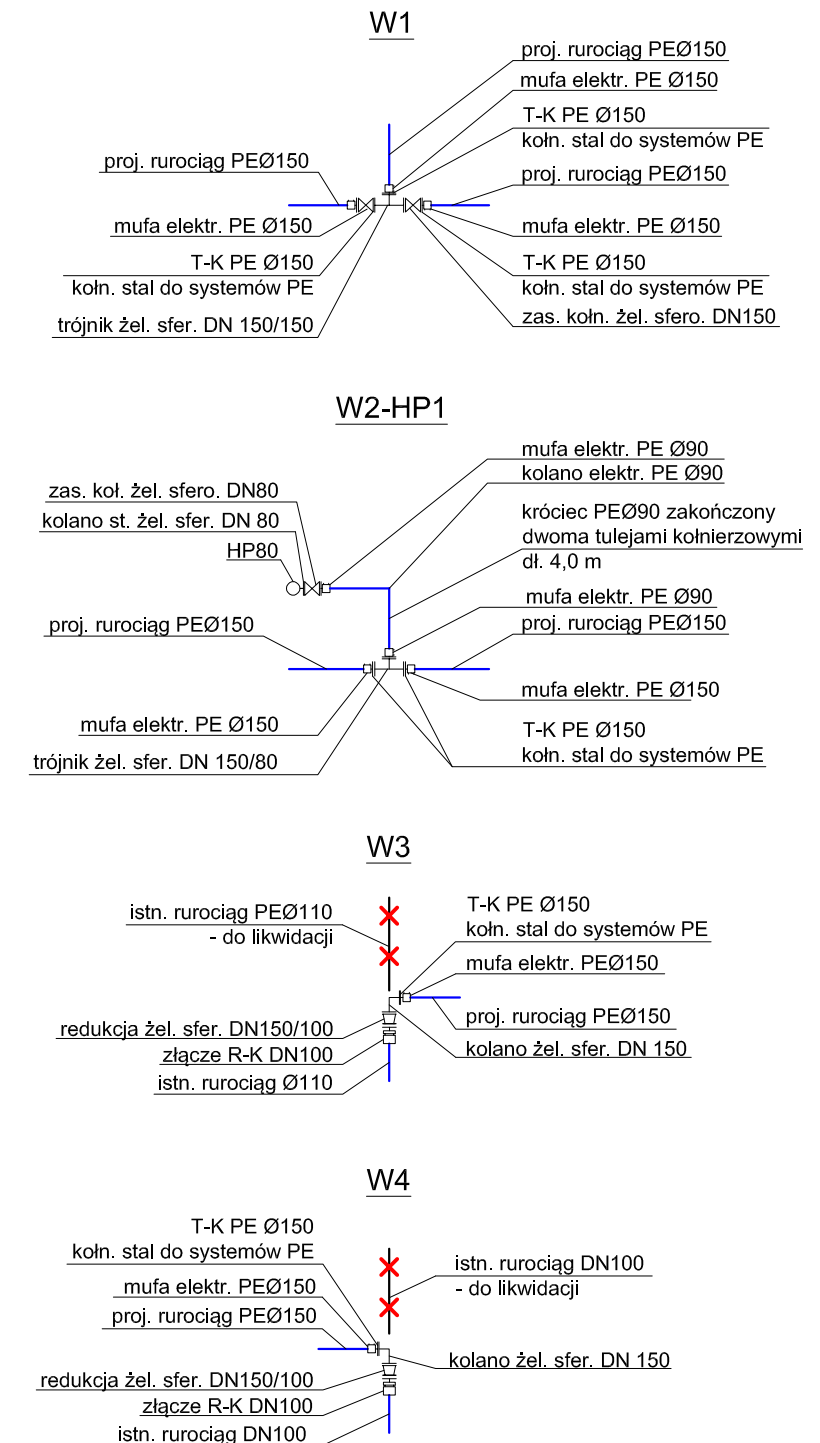 W1
proj. rurociąg PEØ150
mufa elektr. PE Ø150
T-K PE Ø150
kołn. stal do systemów PE
proj. rurociąg PEØ150
proj. rurociąg PEØ150
mufa elektr. PE Ø150
mufa elektr. PE Ø150
T-K PE Ø150
kołn. stal do systemów PE
T-K PE Ø150
kołn. stal do systemów PE
trójnik żel. sfer. DN 150/150
zas. kołn. żel. sfero. DN150
W2-HP1
mufa elektr. PE Ø90
kolano elektr. PE Ø90
zas. koł. żel. sfero. DN80
kolano st. żel. sfer. DN 80
HP80
króciec PEØ90 zakończony
dwoma tulejami kołnierzowymi
dł. 4,0 m
mufa elektr. PE Ø90
proj. rurociąg PEØ150
proj. rurociąg PEØ150
mufa elektr. PE Ø150
mufa elektr. PE Ø150
T-K PE Ø150
kołn. stal do systemów PE
trójnik żel. sfer. DN 150/80
W3
istn. rurociąg PEØ110
- do likwidacji
T-K PE Ø150
kołn. stal do systemów PE
mufa elektr. PEØ150
proj. rurociąg PEØ150
kolano żel. sfer. DN 150
redukcja żel. sfer. DN150/100
złącze R-K DN100
istn. rurociąg Ø110
W4
T-K PE Ø150
kołn. stal do systemów PE
mufa elektr. PEØ150
proj. rurociąg PEØ150
istn. rurociąg DN100
- do likwidacji
kolano żel. sfer. DN 150
redukcja żel. sfer. DN150/100
złącze R-K DN100
istn. rurociąg DN100